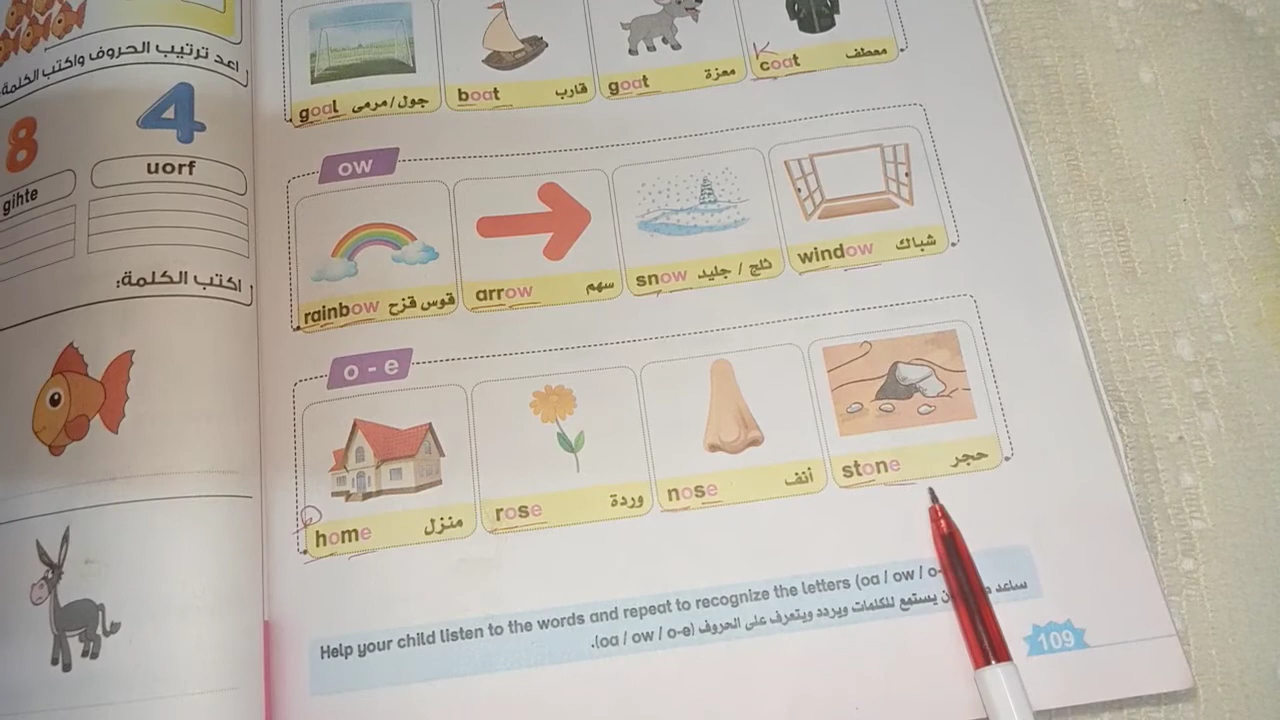 اعد ترتيب الحروف واكتب الكلمة:
8
4
gihte
uorf
اكتب الكلمة:
goal جول/مرمى
boat قارب
goat معزة
K
coat معطف
ow
rainbow قوس قزح
arrow سهم
snow ثلج / جليد
window شباك
o - e
home منزل
rose وردة
nose أنف
stone حجر
Help your child listen to the words and repeat to recognize the letters (oa / ow / o-
ساعد يستمع للكلمات ويردد ويتعرف على الحروف (oa / ow / o-e).
109